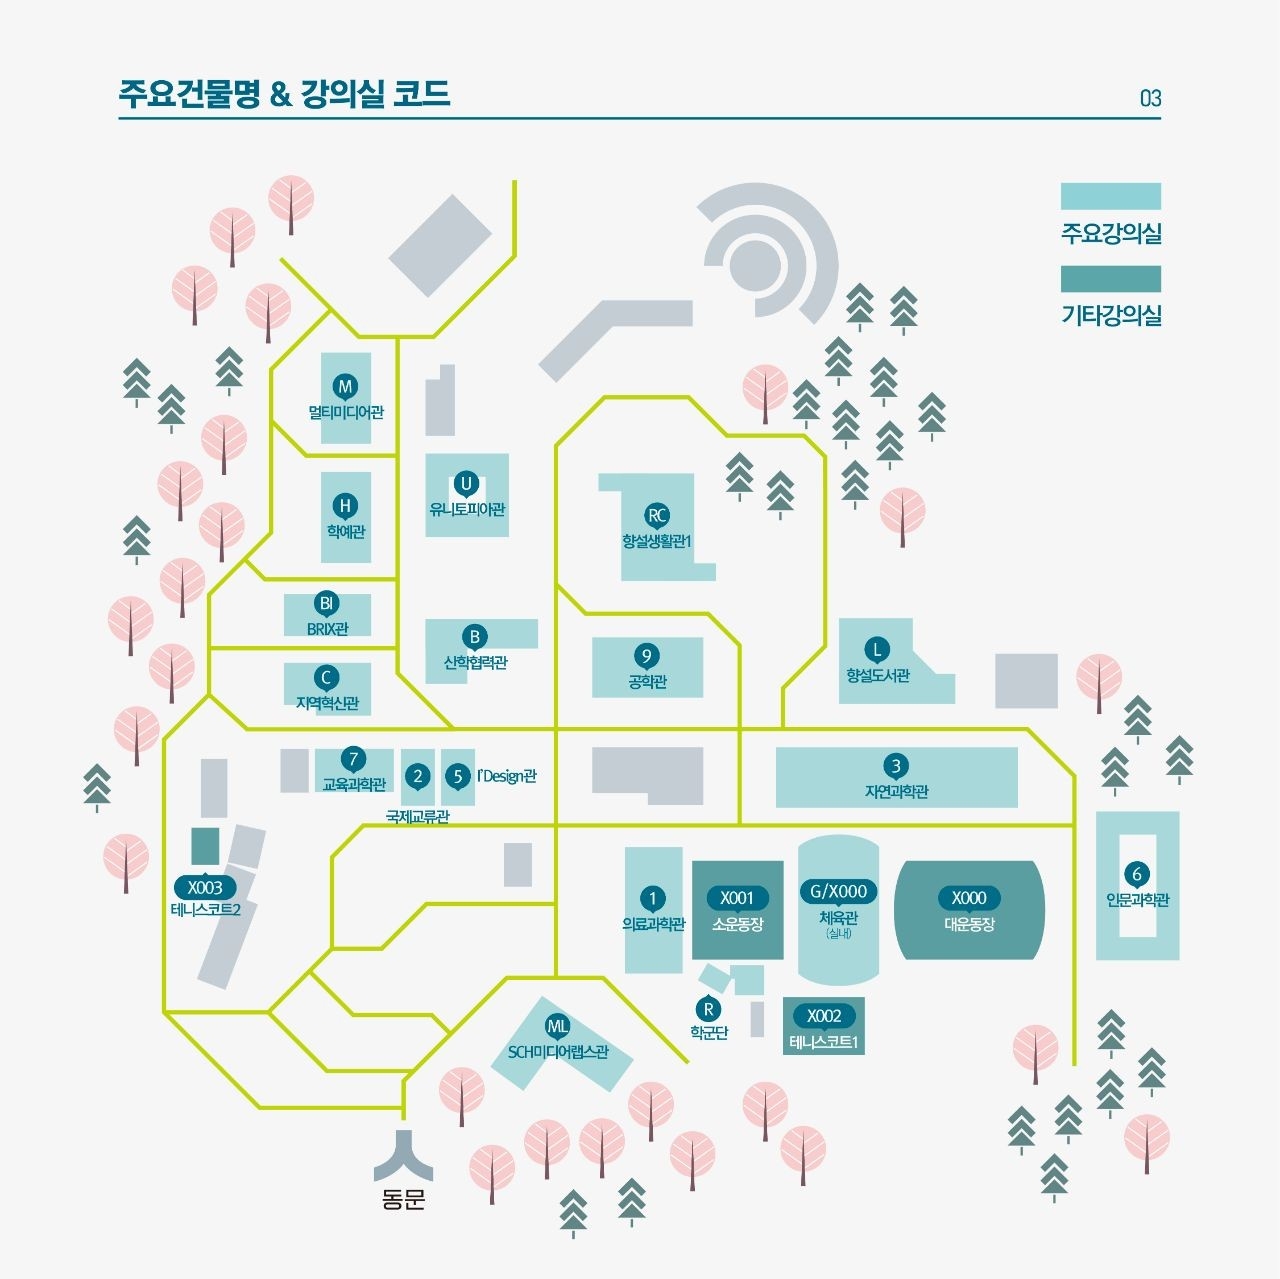 주요건물명 & 강의실 코드
03
주요강의실
기타강의실
M
멀티미디어관
H
학예관
U
유니토피아관
RC
향설생활관1
BI
BRIX관
B
산학협력관
9
공학관
L
향설도서관
C
지역혁신관
7
교육과학관
2
국제교류관
5
I'Design관
3
자연과학관
X003
테니스코트2
1
의료과학관
X001
소운동장
G/X000
체육관
(실내)
X000
대운동장
6
인문과학관
R
학군단
X002
테니스코트1
ML
SCH미디어랩스관
동문